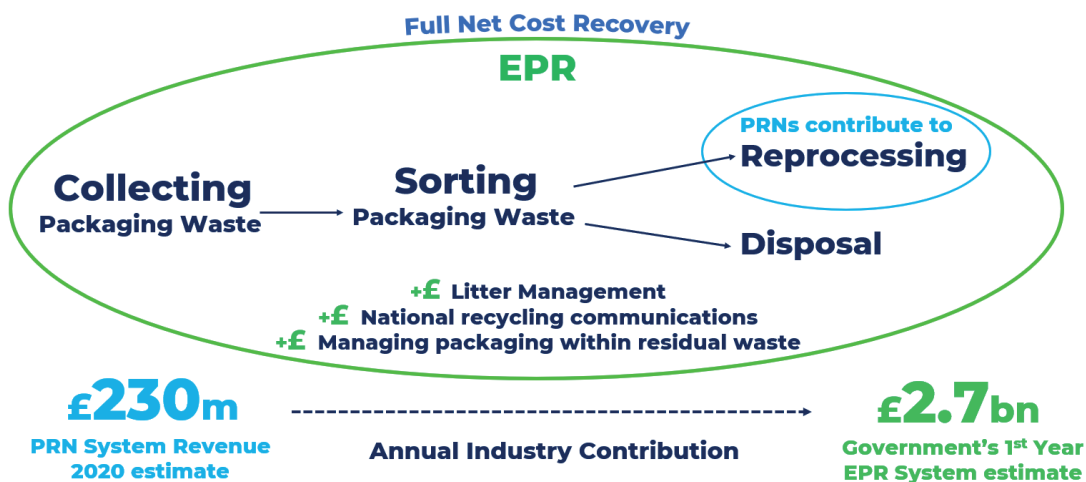 Full Net Cost Recovery
EPR
PRNs contribute to
Reprocessing
Collecting
Packaging Waste
Sorting
Packaging Waste
Disposal
+£ Litter Management
+£ National recycling communications
+£ Managing packaging within residual waste
£230m
PRN System Revenue
2020 estimate
Annual Industry Contribution
£2.7bn
Government’s 1st Year
EPR System estimate